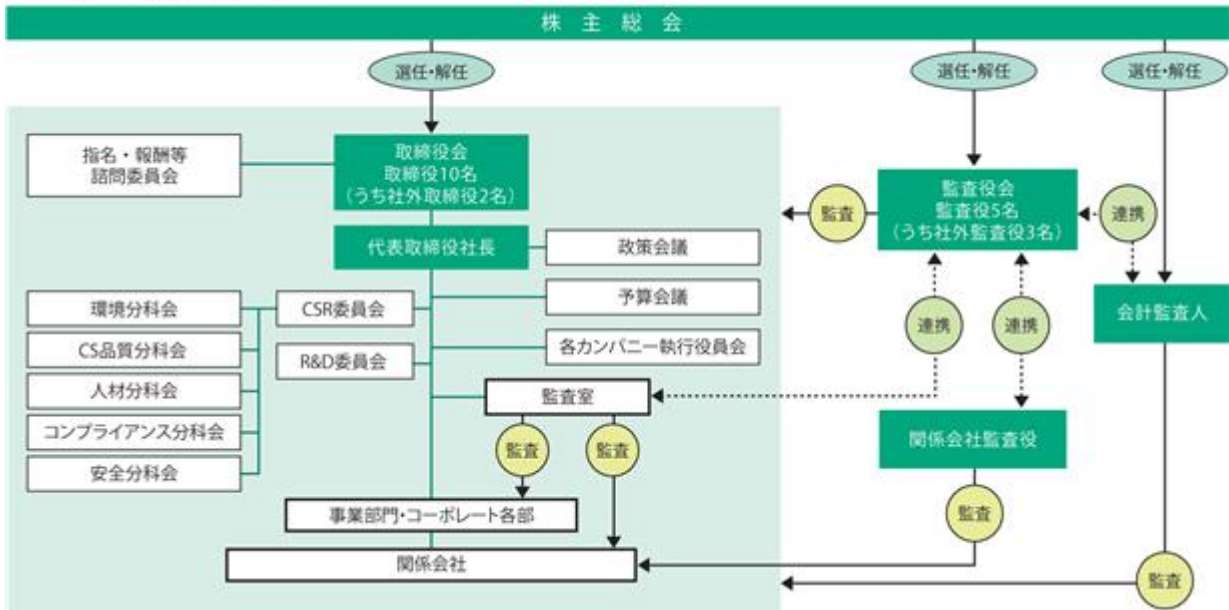 株主総会
選任・解任
選任・解任
選任・解任
指名・報酬等
諮問委員会
取締役会
取締役10名
（うち社外取締役2名）
監査
監査役会
監査役5名
（うち社外監査役3名）
連携
代表取締役社長
政策会議
環境分科会
CSR委員会
予算会議
連携
連携
会計監査人
CS品質分科会
R&D委員会
各カンパニー執行役員会
人材分科会
監査室
コンプライアンス分科会
監査
監査
関係会社監査役
安全分科会
事業部門・コーポレート各部
監査
関係会社
監査